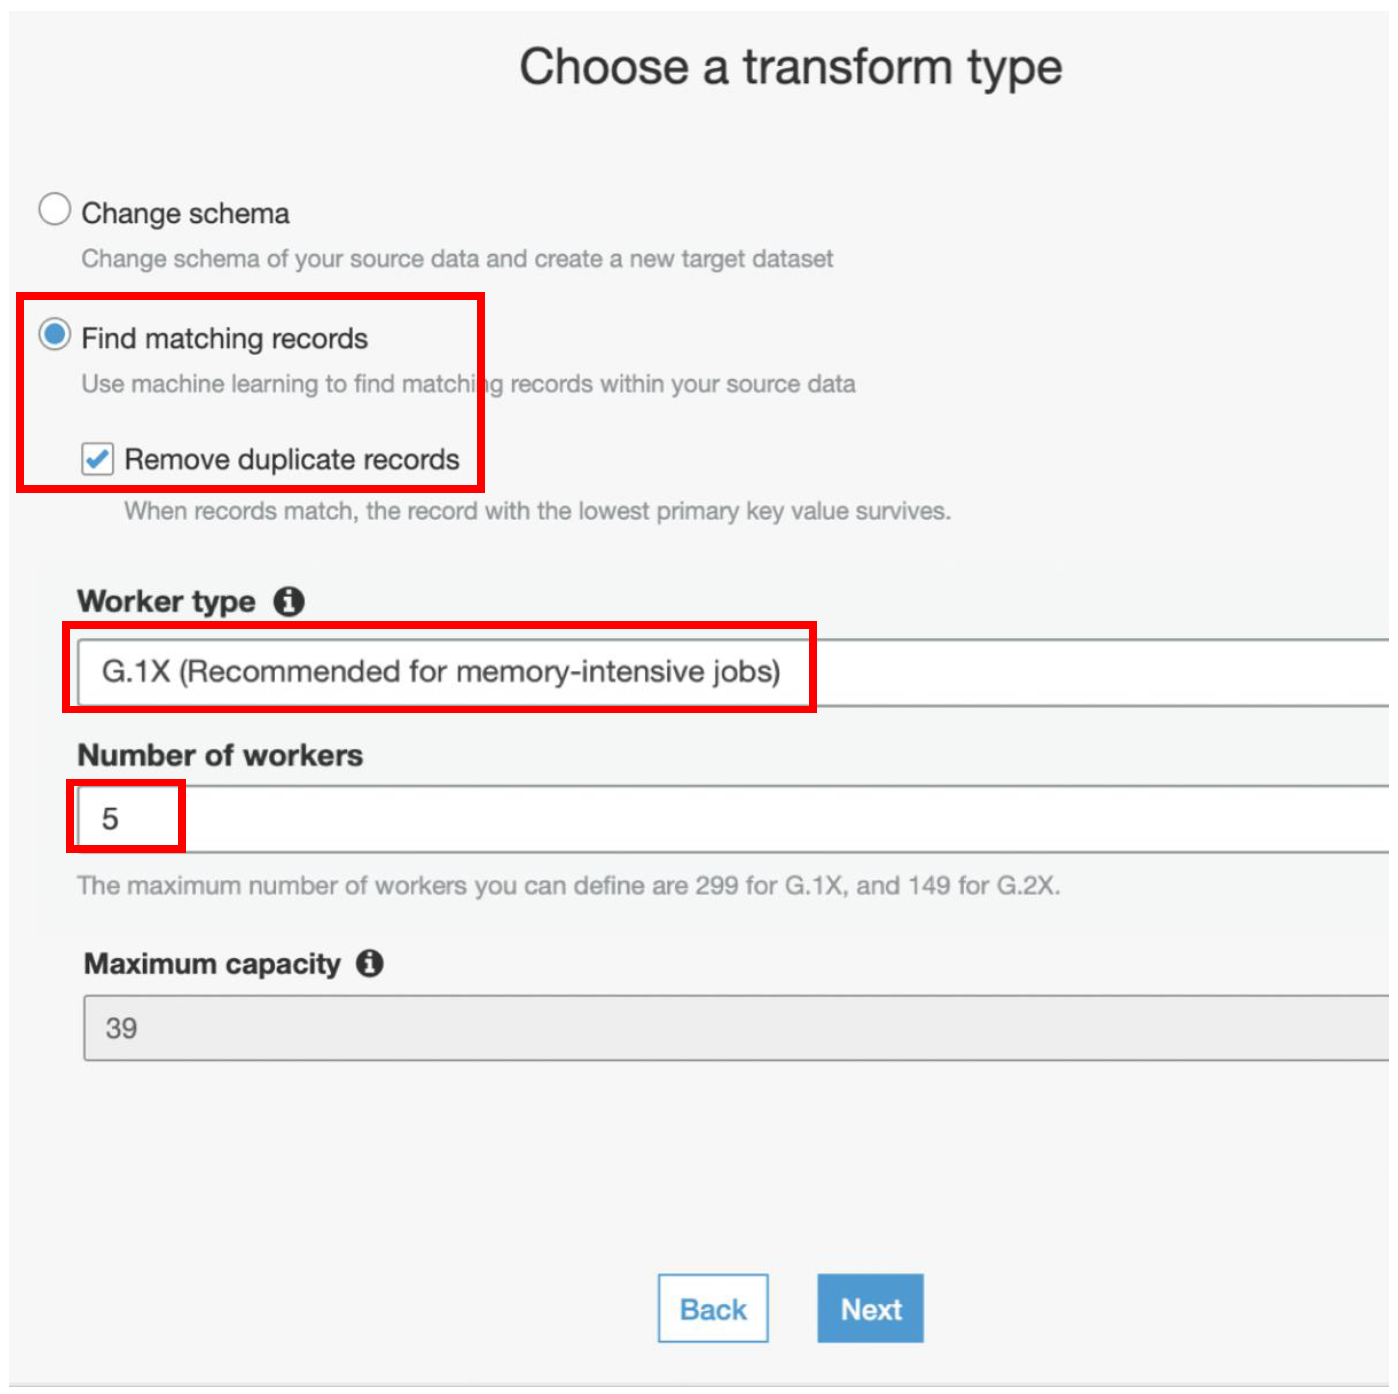 Choose a transform type
Change schema
Change schema of your source data and create a new target dataset
Find matching records
Use machine learning to find matching records within your source data
Remove duplicate records
When records match, the record with the lowest primary key value survives.
Worker type
G.1X (Recommended for memory-intensive jobs)
Number of workers
5
The maximum number of workers you can define are 299 for G.1X, and 149 for G.2X.
Maximum capacity
39
Back
Next